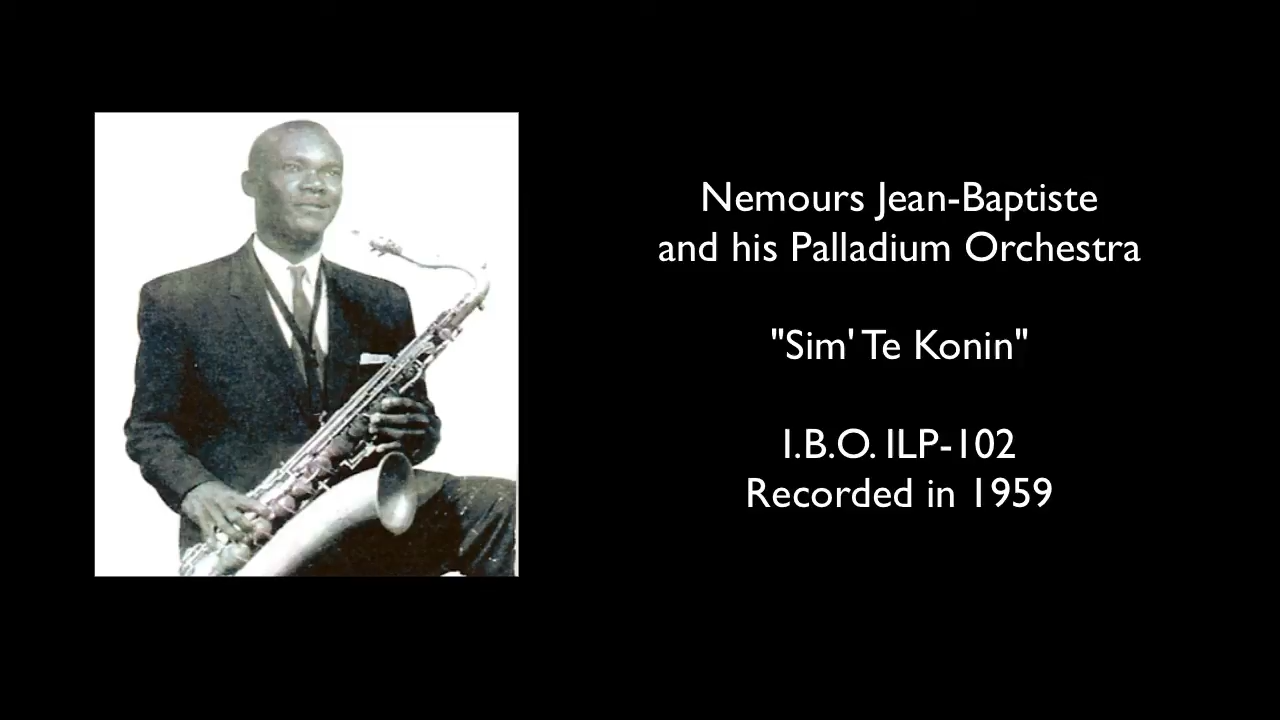 Nemours Jean-Baptiste
and his Palladium Orchestra
"Sim' Te Konin"
I.B.O. ILP-102
Recorded in 1959